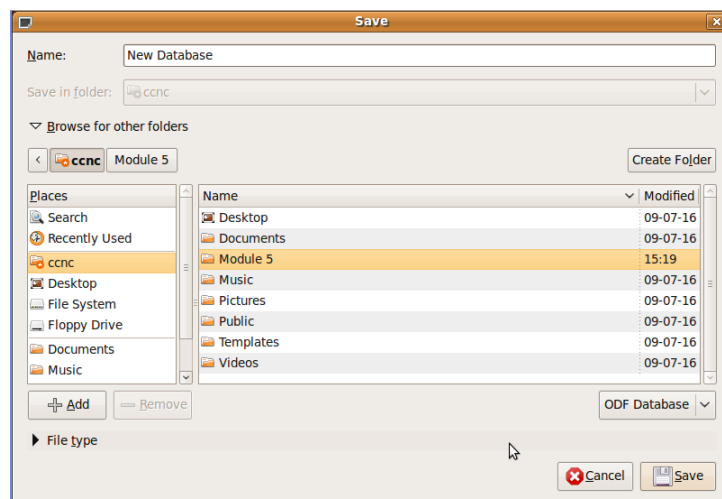 Save
Name: New Database
Save in folder: ccnc
Browse for other folders
ccnc Module 5 Create Folder
Places Name Modified
Search Desktop 09-07-16
Recently Used Documents 09-07-16
ccnc Module 5 15:19
Desktop Music 09-07-16
File System Pictures 09-07-16
Floppy Drive Public 09-07-16
Documents Templates 09-07-16
Music Videos 09-07-16
Add Remove ODF Database
File type
Cancel Save